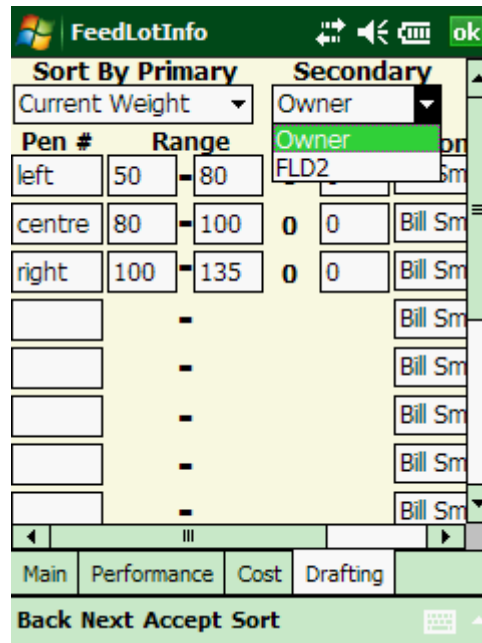 FeedLotInfo ok
Sort By Primary Secondary
Current Weight Owner
Pen # Range Owner
left 50 - 80 FLD2
centre 80 - 100 0 0 Bill Sm
right 100 - 135 0 0 Bill Sm
- Bill Sm
- Bill Sm
- Bill Sm
- Bill Sm
- Bill Sm
Main Performance Cost Drafting
Back Next Accept Sort